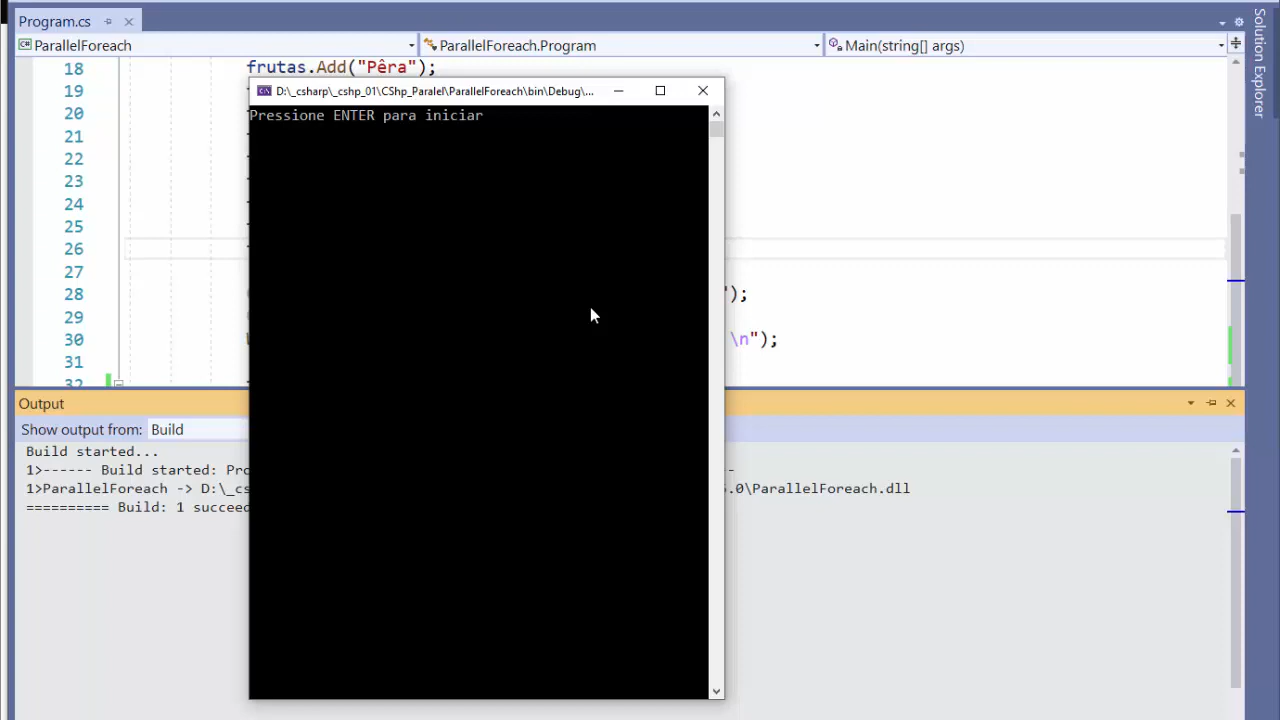 Program.cs
ParallelForeach
ParallelForeach.Program
Main(string[] args)
Solution Explorer
18
frutas.Add("Pêra");
19
20
21
22
23
24
25
26
27
28
");
29
30
\n");
31
32
D:\_csharp\_cshp_01\CShp_Paralel\ParallelForeach\bin\Debug\...
Pressione ENTER para iniciar
Output
Show output from:
Build
Build started...
1>------ Build started: Pro
--
1>ParallelForeach -> D:\_cs
.0\ParallelForeach.dll
========== Build: 1 succeed